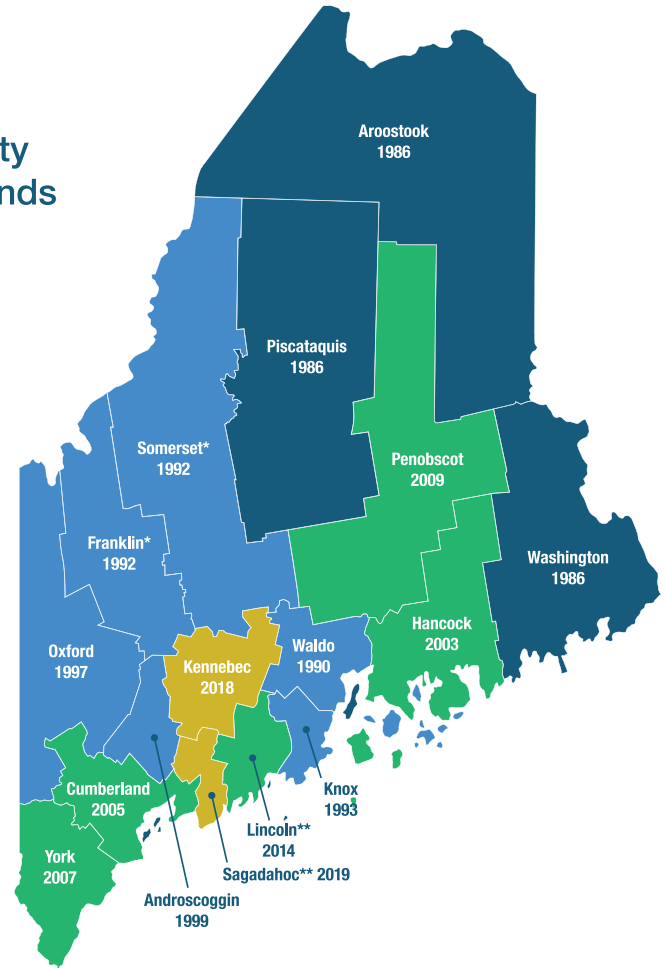 ty
nds
Aroostook
1986
Piscataquis
1986
Somerset*
1992
Penobscot
2009
Franklin*
1992
Washington
1986
Hancock
2003
Oxford
1997
Waldo
1990
Kennebec
2018
Cumberland
2005
Knox
1993
Lincoln**
2014
York
2007
Sagadahoc** 2019
Androscoggin
1999